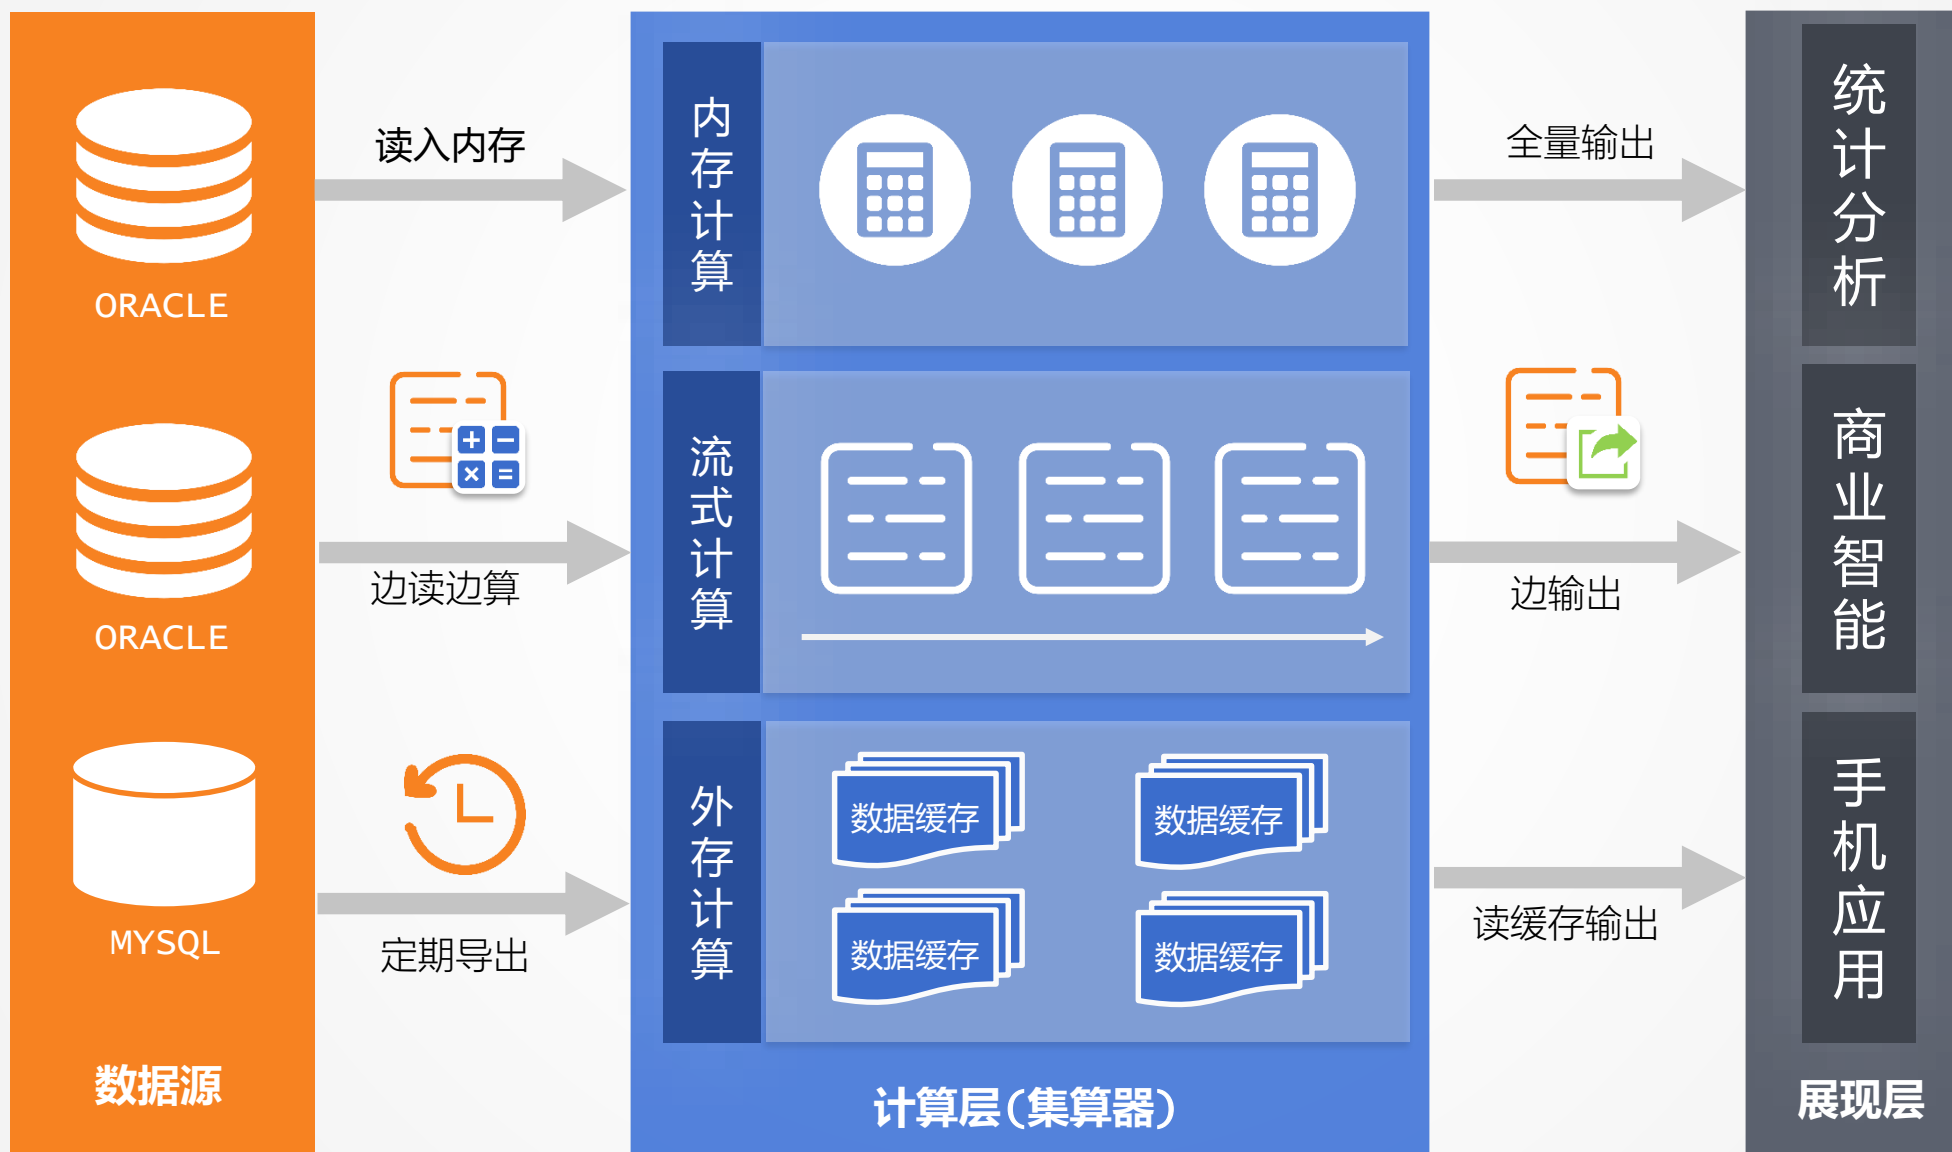 ORACLE
ORACLE
MYSQL
数据源
读入内存
边读边算
定期导出
内存计算
流式计算
外存计算
数据缓存
数据缓存
数据缓存
数据缓存
计算层(集算器)
全量输出
边输出
读缓存输出
统计分析
商业智能
手机应用
展现层